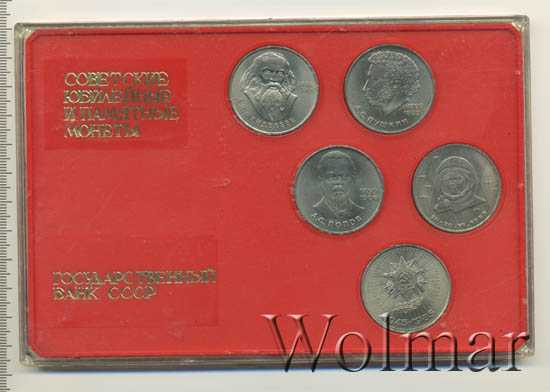 СОВЕТСКИЕ
ЮБИЛЕЙНЫЕ
И ПАМЯТНЫЕ
МОНЕТЫ
ГОСУДАРСТВЕННЫЙ
БАНК СССР
А.С. ПУШКИН
А.С. ПОПОВ
Wolmar